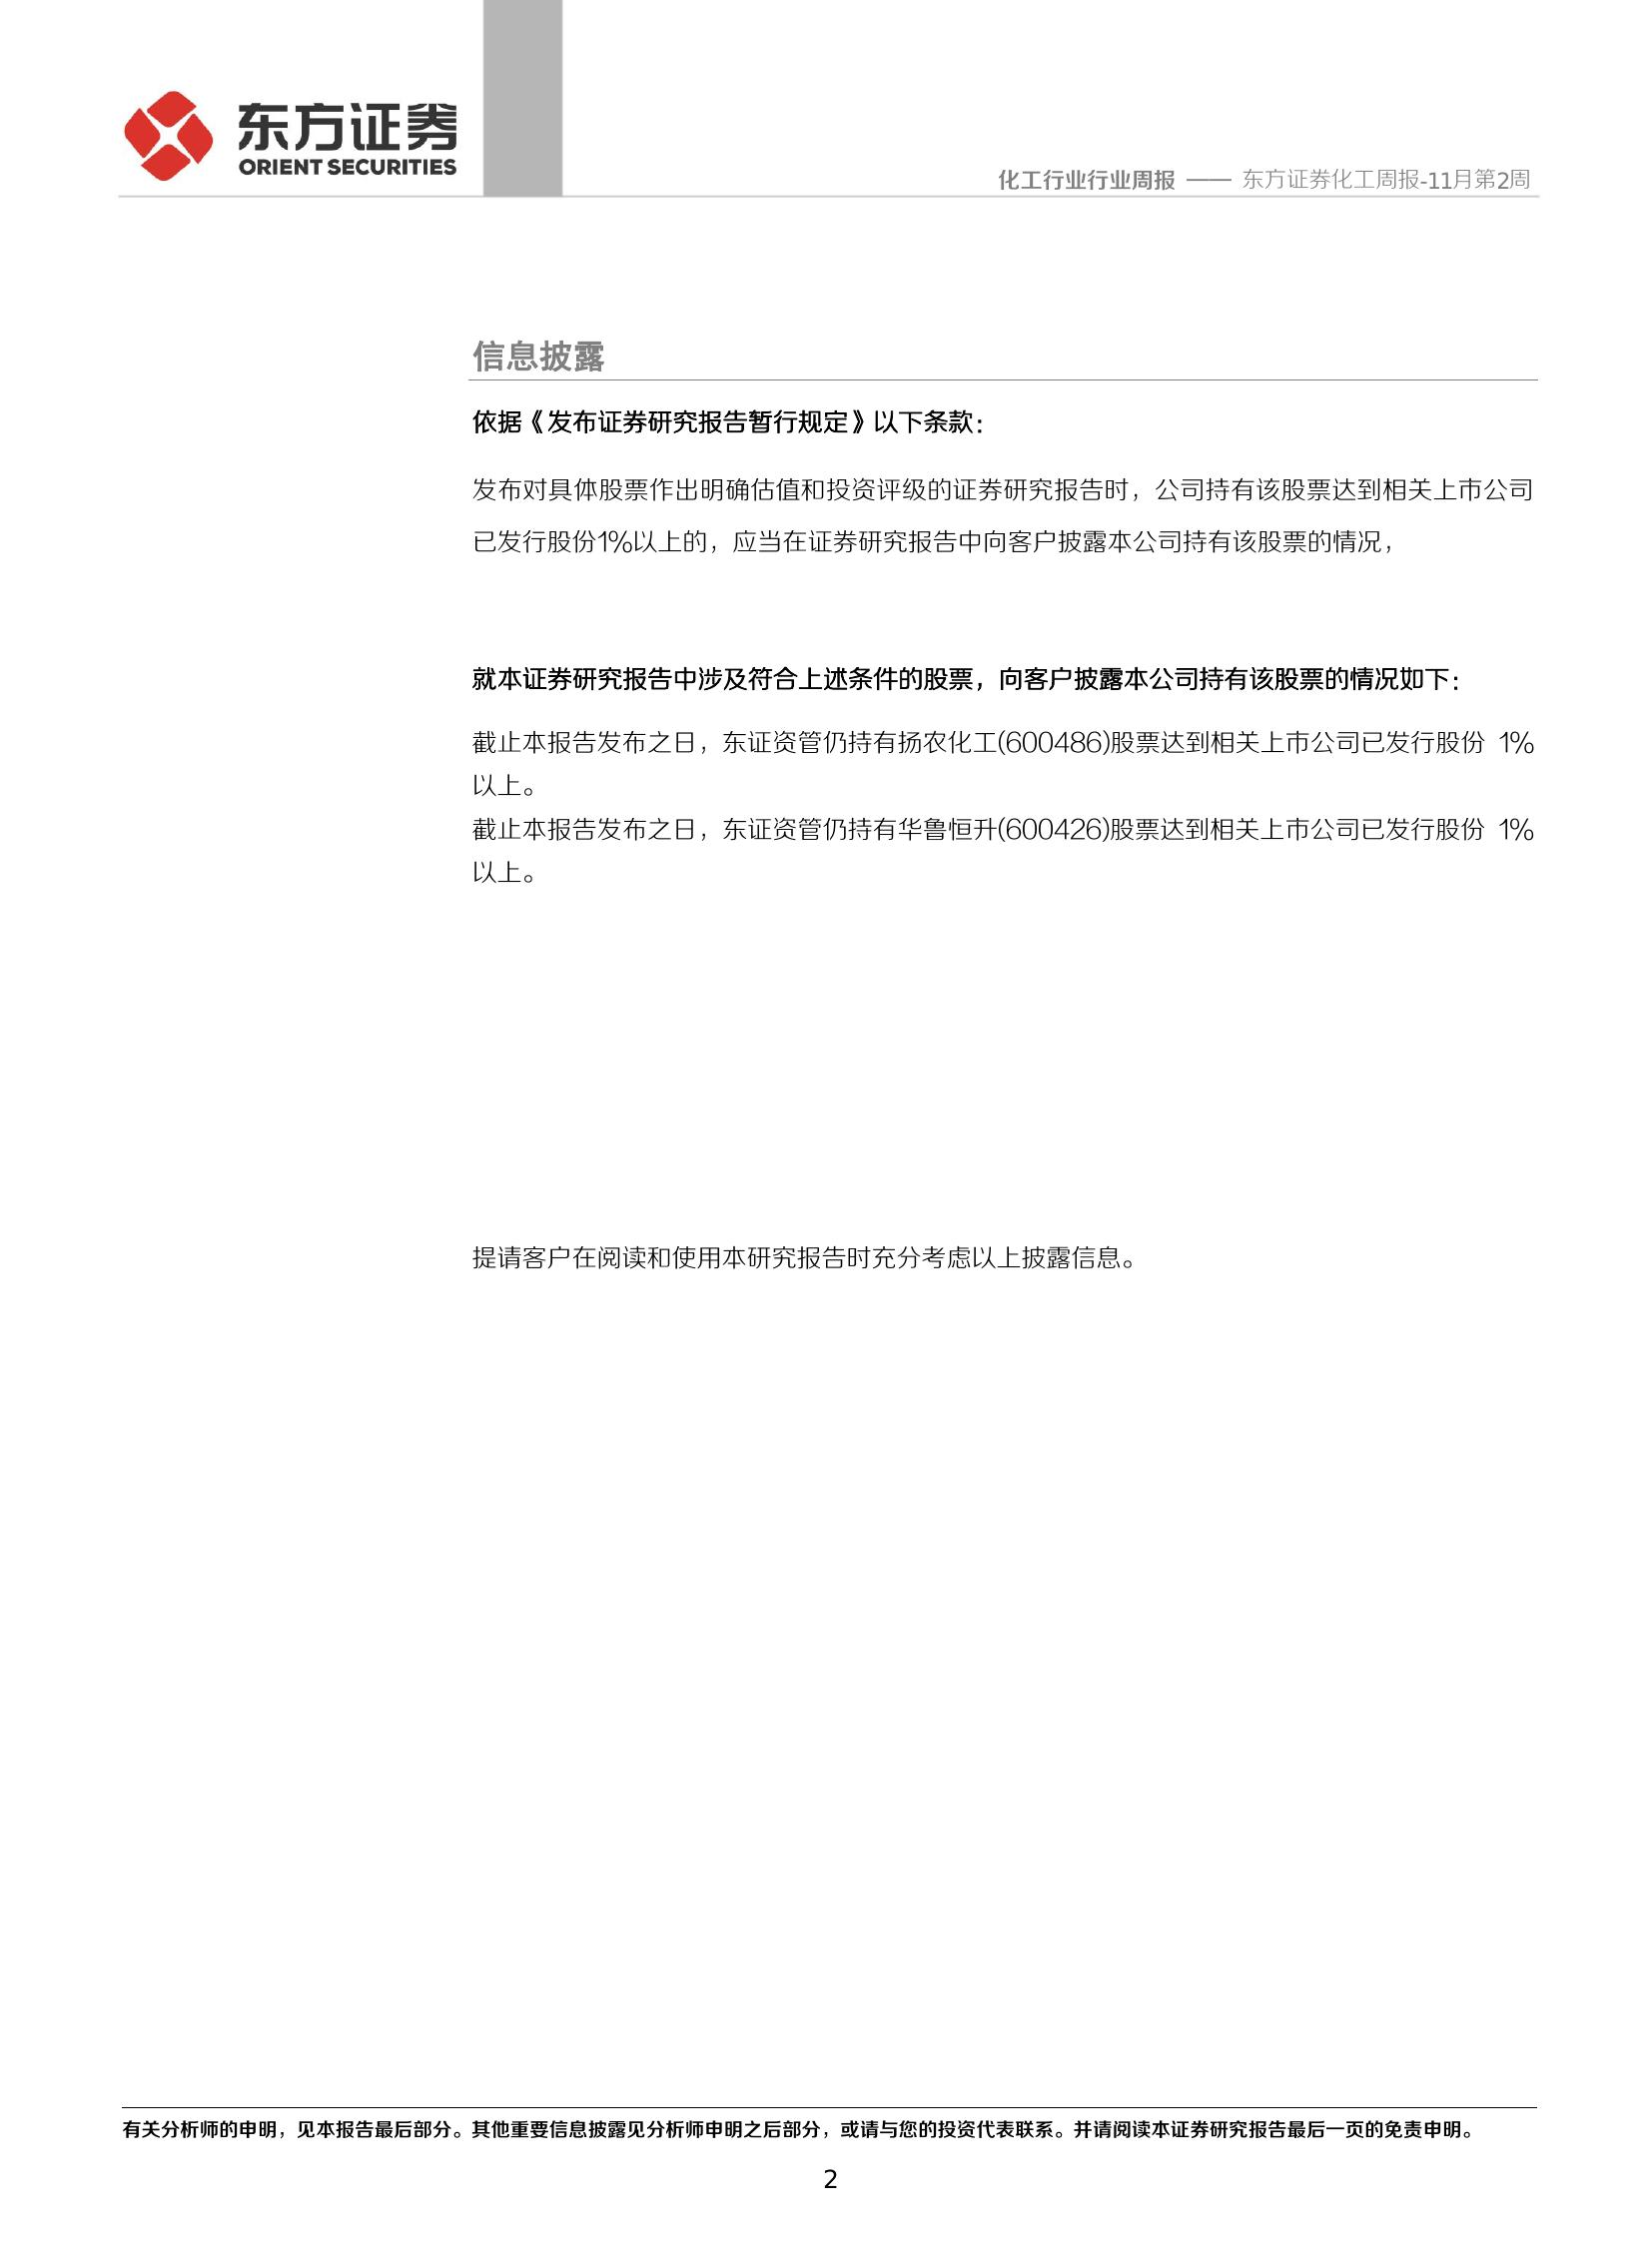 东方证券
ORIENT SECURITIES
化工行业行业周报 —— 东方证券化工周报-11月第2周
信息披露
依据《发布证券研究报告暂行规定》以下条款：
发布对具体股票作出明确估值和投资评级的证券研究报告时，公司持有该股票达到相关上市公司
已发行股份1%以上的，应当在证券研究报告中向客户披露本公司持有该股票的情况，
就本证券研究报告中涉及符合上述条件的股票，向客户披露本公司持有该股票的情况如下：
截止本报告发布之日，东证资管仍持有扬农化工(600486)股票达到相关上市公司已发行股份 1%
以上。
截止本报告发布之日，东证资管仍持有华鲁恒升(600426)股票达到相关上市公司已发行股份 1%
以上。
提请客户在阅读和使用本研究报告时充分考虑以上披露信息。
有关分析师的申明，见本报告最后部分。其他重要信息披露见分析师申明之后部分，或请与您的投资代表联系。并请阅读本证券研究报告最后一页的免责申明。
2